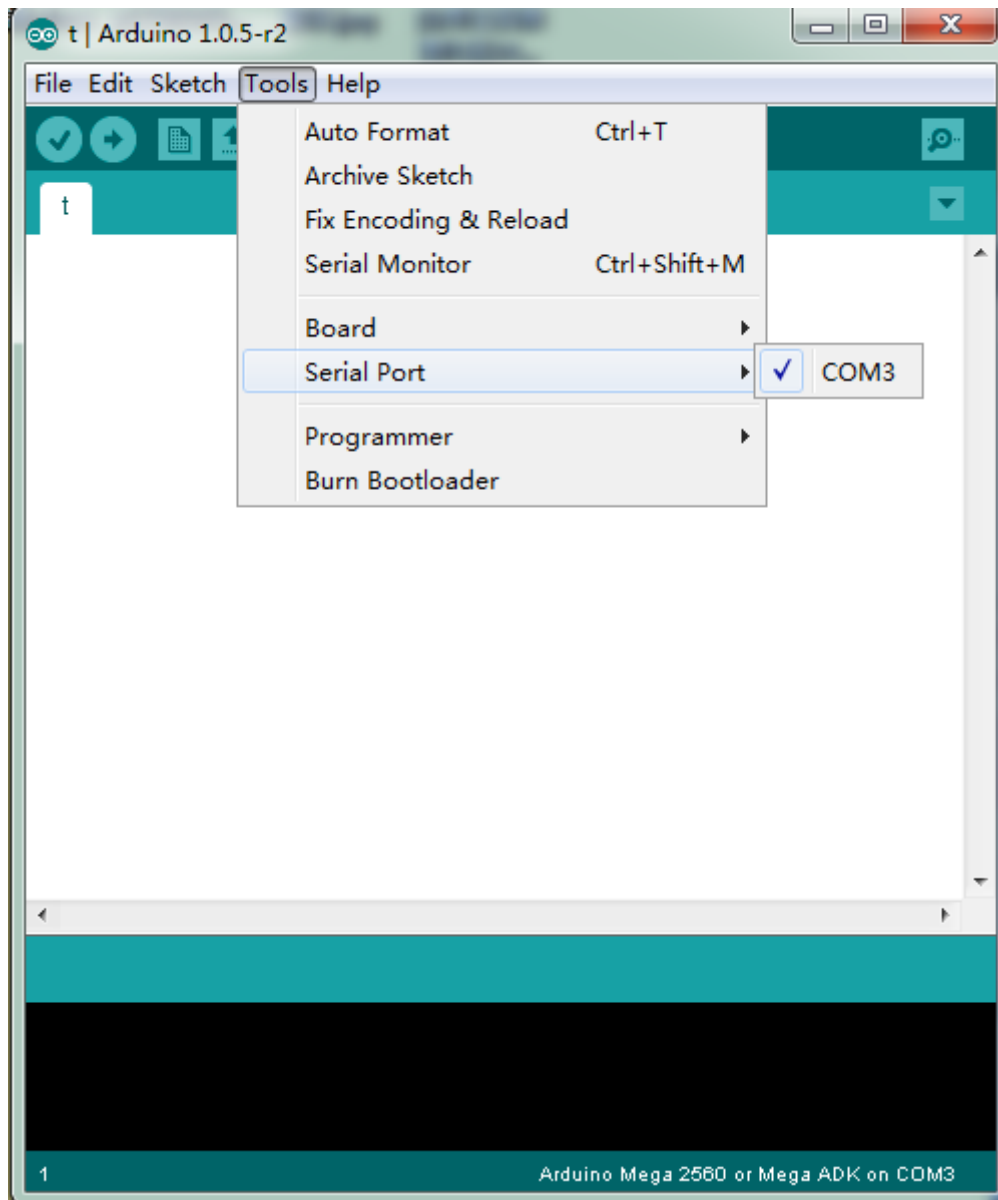 t | Arduino 1.0.5-r2
File Edit Sketch Tools Help
Auto Format Ctrl+T
Archive Sketch
t
Fix Encoding & Reload
Serial Monitor Ctrl+Shift+M
Board
Serial Port
COM3
Programmer
Burn Bootloader
1 Arduino Mega 2560 or Mega ADK on COM3